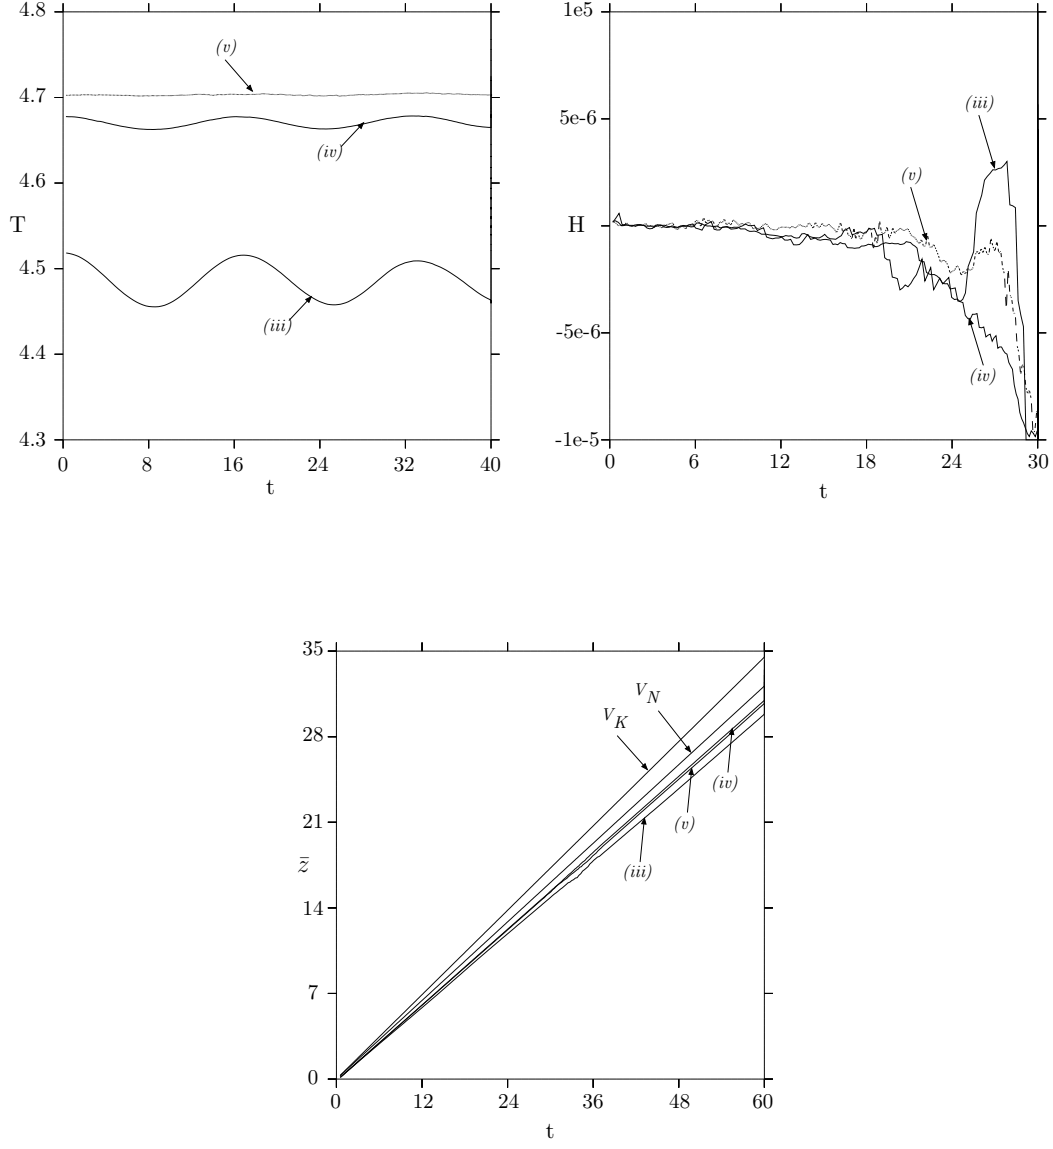 4.8
(v)
4.7
(iv)
4.6
T
4.5
(iii)
4.4
4.3
0 8 16 24 32 40
t
1e5
(iii)
5e-6
(v)
H
-5e-6
(iv)
-1e-5
0 6 12 18 24 30
t
35
V_N
V_K
28
(iv)
(v)
21
z̄
(iii)
14
7
0
0 12 24 36 48 60
t